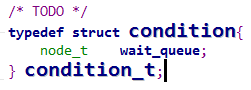 /* TODO */
typedef struct condition{
    node_t    wait_queue;
} condition_t;